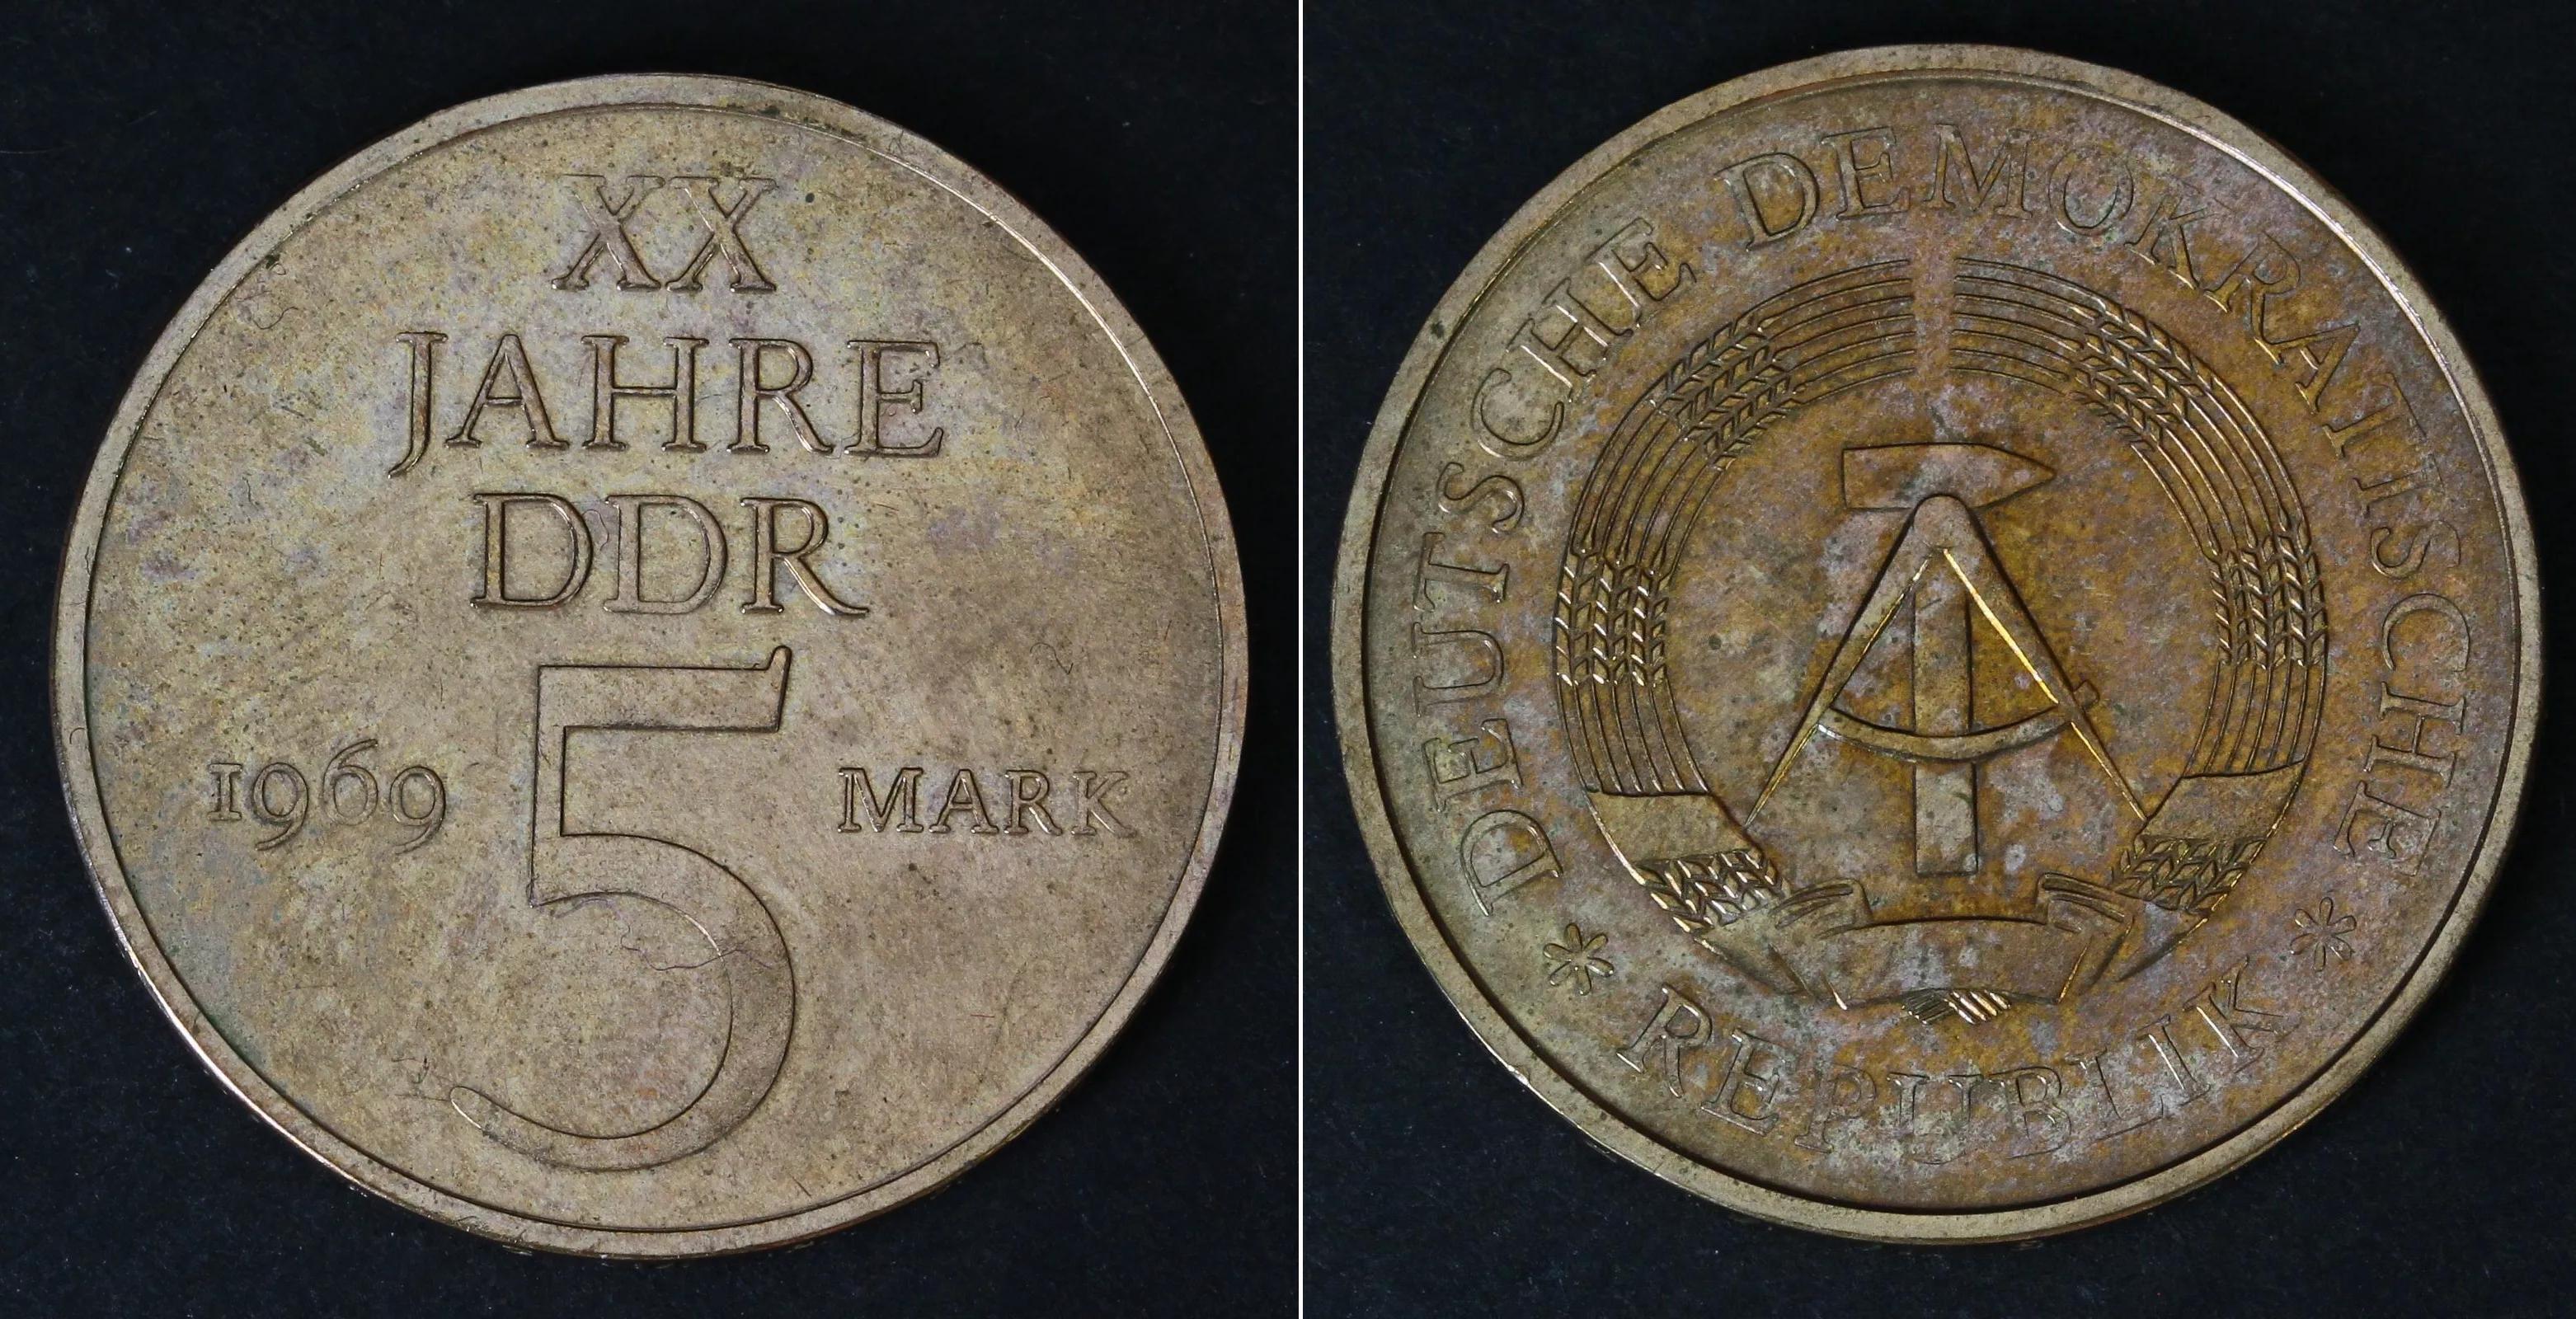 XX
JAHRE
DDR
5
1969 MARK
DEUTSCHE DEMOKRATISCHE
* REPUBLIK *